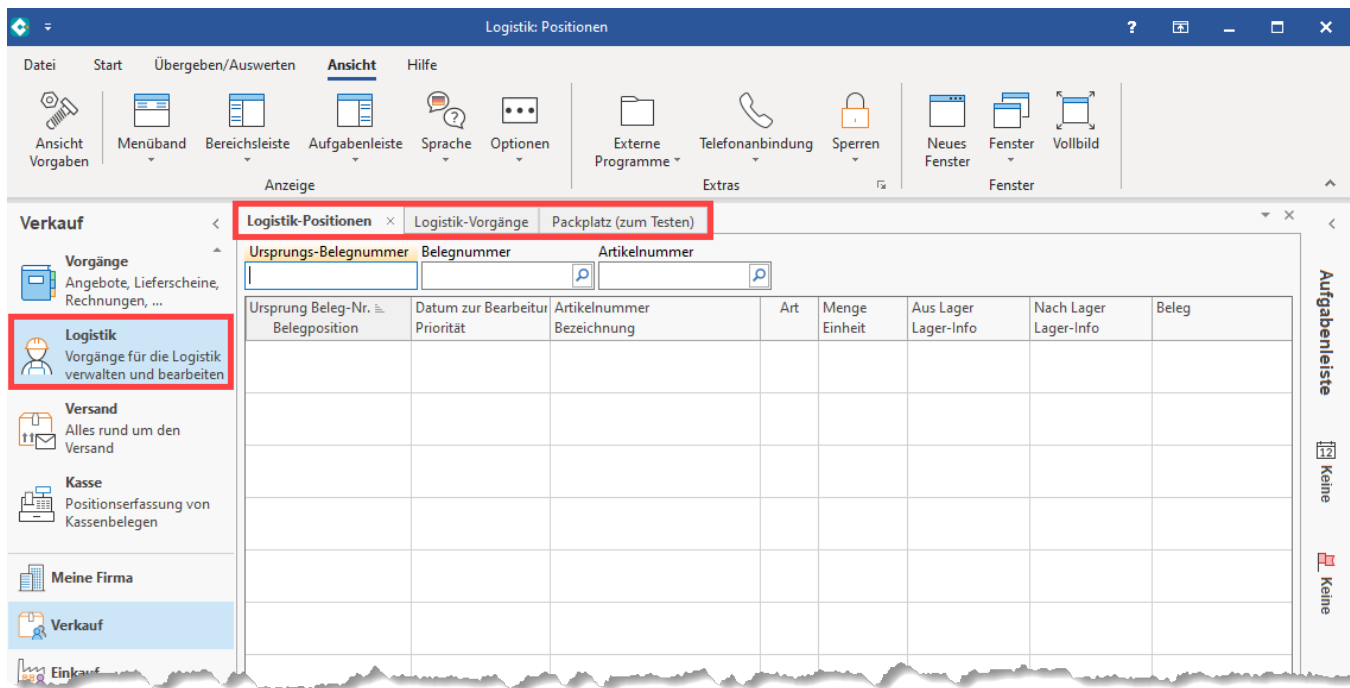 Logistik: Positionen
Datei Start Übergeben/Auswerten Ansicht Hilfe
Ansicht Vorgaben
Menüband
Bereichsleiste
Aufgabenleiste
Sprache
Optionen
Externe Programme
Telefonanbindung
Sperren
Neues Fenster
Fenster
Vollbild
Anzeige
Extras
Fenster
Verkauf
Vorgänge
Angebote, Lieferscheine,
Rechnungen, ...
Logistik
Vorgänge für die Logistik
verwalten und bearbeiten
Versand
Alles rund um den
Versand
Kasse
Positionserfassung von
Kassenbelegen
Meine Firma
Verkauf
Einkauf
Logistik-Positionen Logistik-Vorgänge Packplatz (zum Testen)
Ursprungs-Belegnummer Belegnummer Artikelnummer
Ursprung Beleg-Nr. Datum zur Bearbeitur Artikelnummer Art Menge Aus Lager Nach Lager Beleg
Belegposition Priorität Bezeichnung Einheit Lager-Info Lager-Info
Aufgabenleiste
12
Keine
Keine